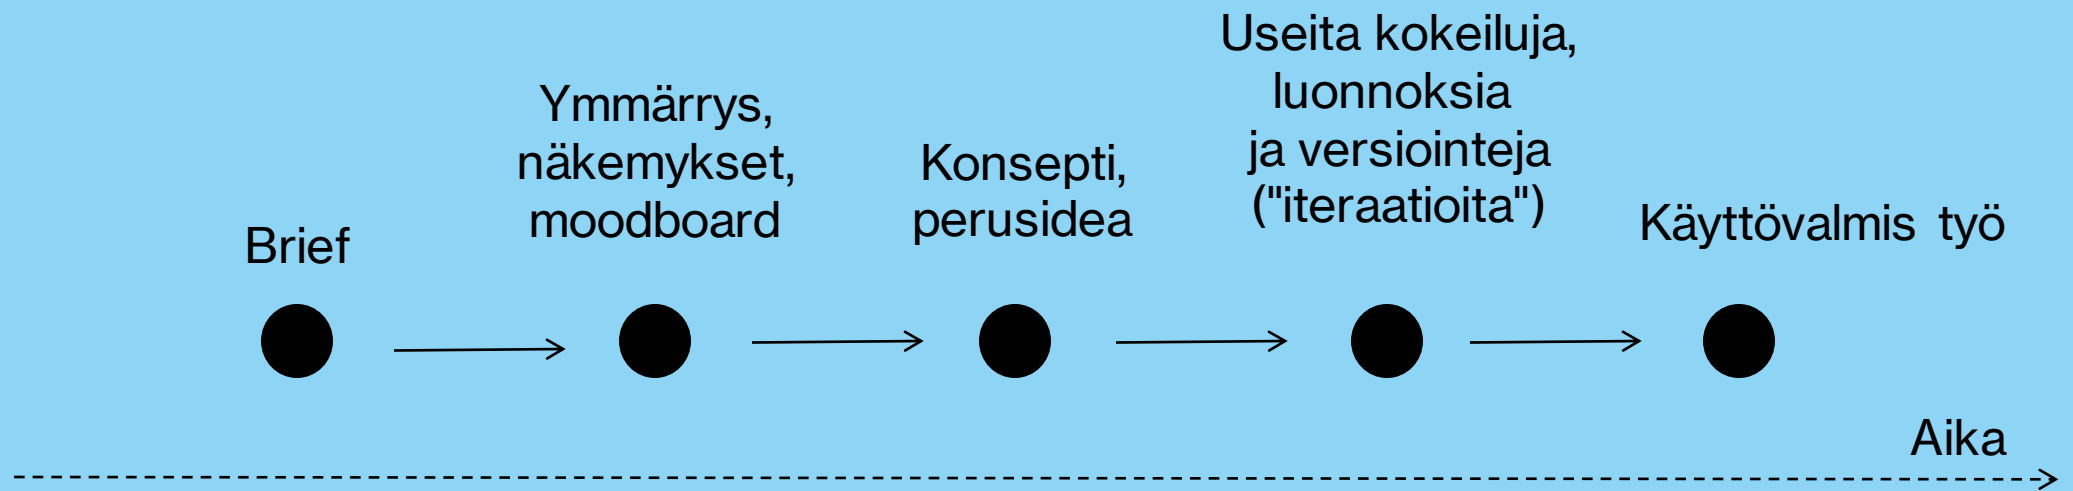 Brief
Ymmärrys,
näkemykset,
moodboard
Konsepti,
perusidea
Useita kokeiluja,
luonnoksia
ja versiointeja
("iteraatioita")
Käyttövalmis työ
Aika